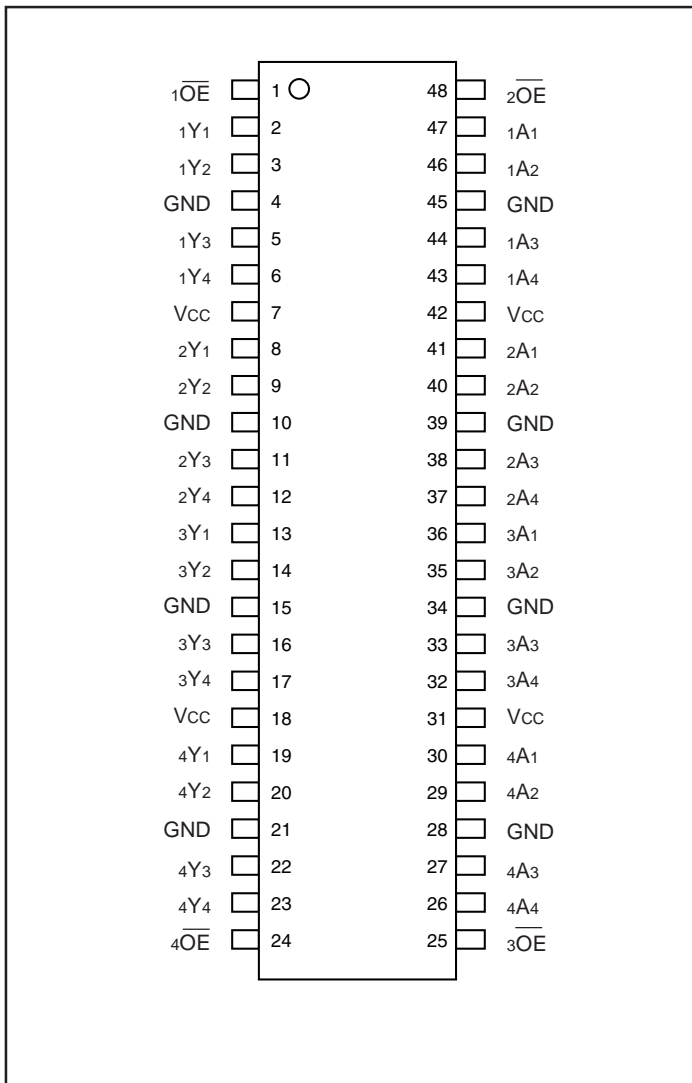 1O̅E̅ 1 48 2O̅E̅
1Y1 2 47 1A1
1Y2 3 46 1A2
GND 4 45 GND
1Y3 5 44 1A3
1Y4 6 43 1A4
VCC 7 42 VCC
2Y1 8 41 2A1
2Y2 9 40 2A2
GND 10 39 GND
2Y3 11 38 2A3
2Y4 12 37 2A4
3Y1 13 36 3A1
3Y2 14 35 3A2
GND 15 34 GND
3Y3 16 33 3A3
3Y4 17 32 3A4
VCC 18 31 VCC
4Y1 19 30 4A1
4Y2 20 29 4A2
GND 21 28 GND
4Y3 22 27 4A3
4Y4 23 26 4A4
4O̅E̅ 24 25 3O̅E̅